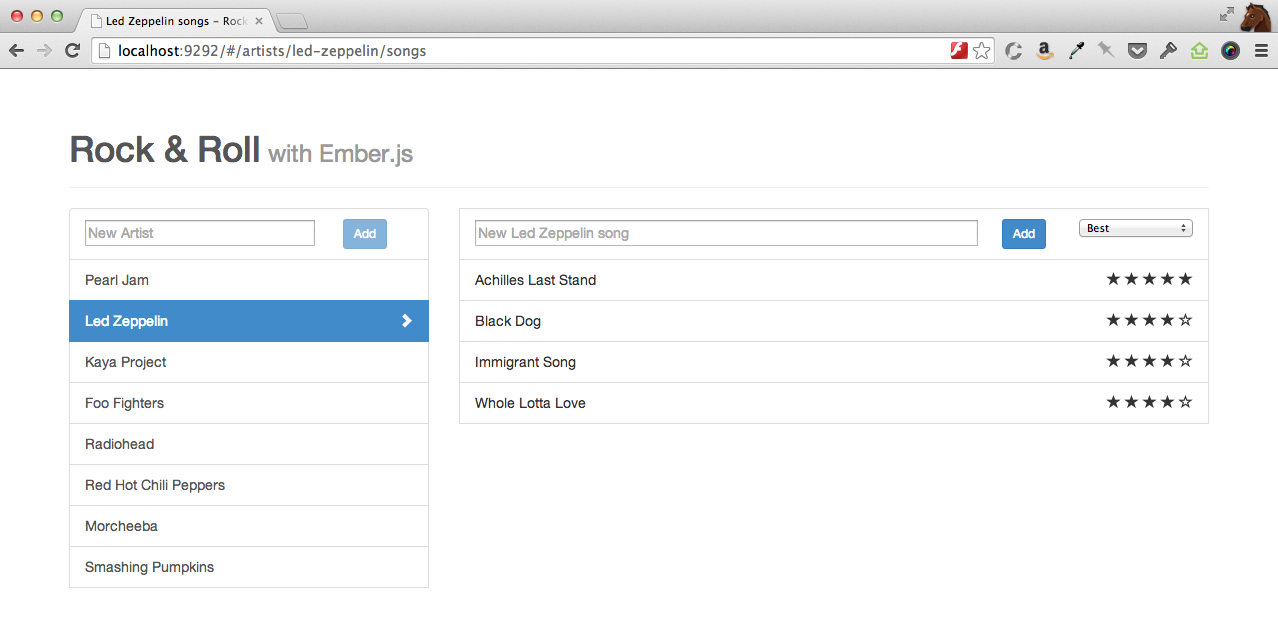 Led Zeppelin songs – Rock
localhost:9292/#/artists/led-zeppelin/songs
Rock & Roll with Ember.js
New Artist Add
Pearl Jam
Led Zeppelin
Kaya Project
Foo Fighters
Radiohead
Red Hot Chili Peppers
Morcheeba
Smashing Pumpkins
New Led Zeppelin song Add Best
Achilles Last Stand ★★★★★
Black Dog ★★★★☆
Immigrant Song ★★★★☆
Whole Lotta Love ★★★★☆